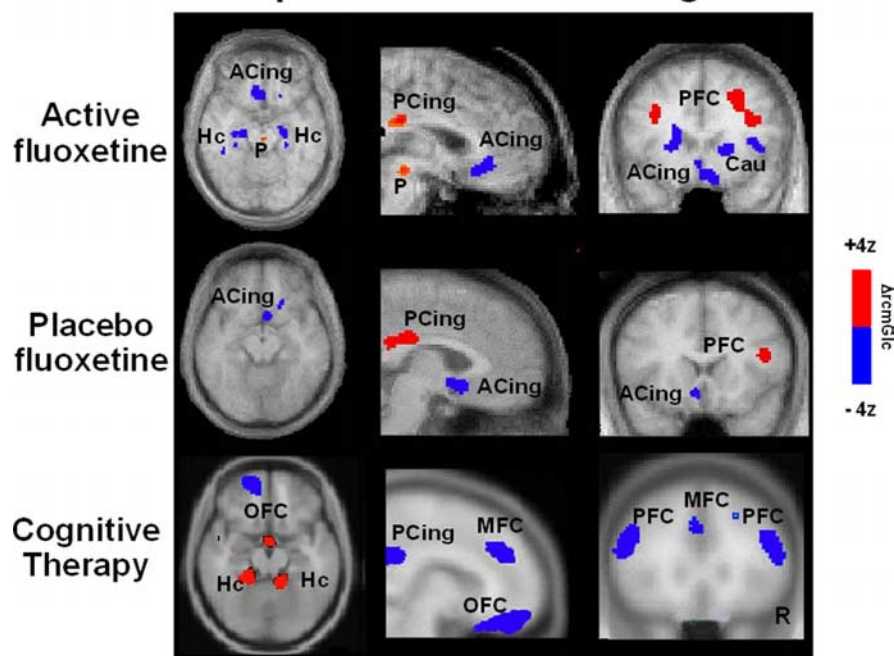 Active
fluoxetine
ACing
Hc
Hc
P
PCing
ACing
P
PFC
ACing
Cau
Placebo
fluoxetine
ACing
PCing
ACing
PFC
ACing
Cognitive
Therapy
OFC
Hc
Hc
PCing
MFC
OFC
PFC
MFC
PFC
R
+4z
ΔrcmGlc
- 4z